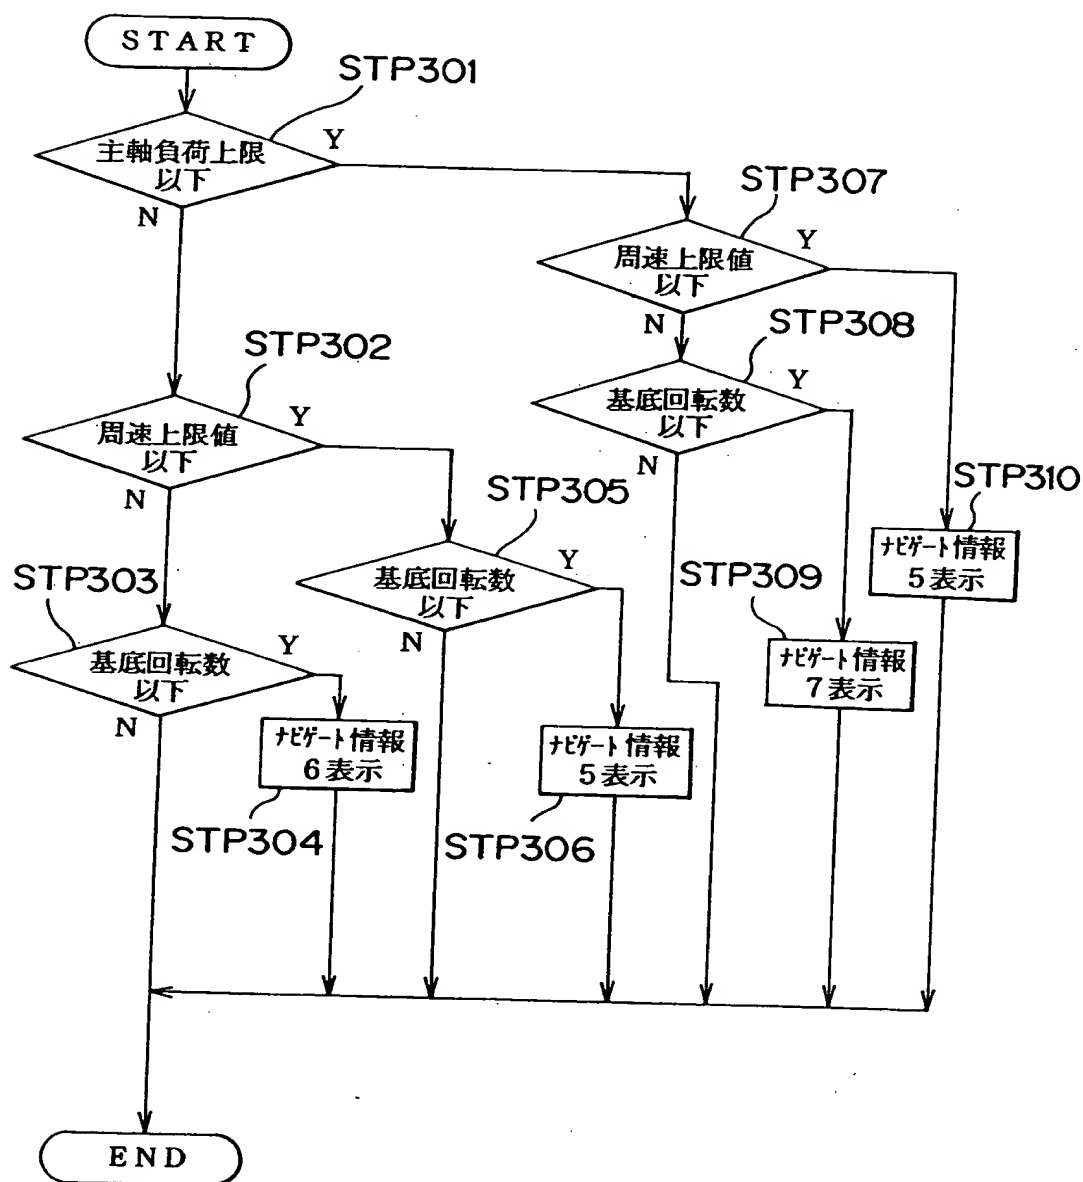 START
STP301
主軸負荷上限
以下
Y
N
STP307
周速上限値
以下
Y
N
STP308
基底回転数
以下
Y
N
STP302
周速上限値
以下
Y
N
STP310
ナビゲート情報
5表示
STP305
基底回転数
以下
Y
N
STP309
ナビゲート情報
7表示
STP303
基底回転数
以下
Y
N
ナビゲート情報
6表示
STP304
ナビゲート情報
5表示
STP306
END